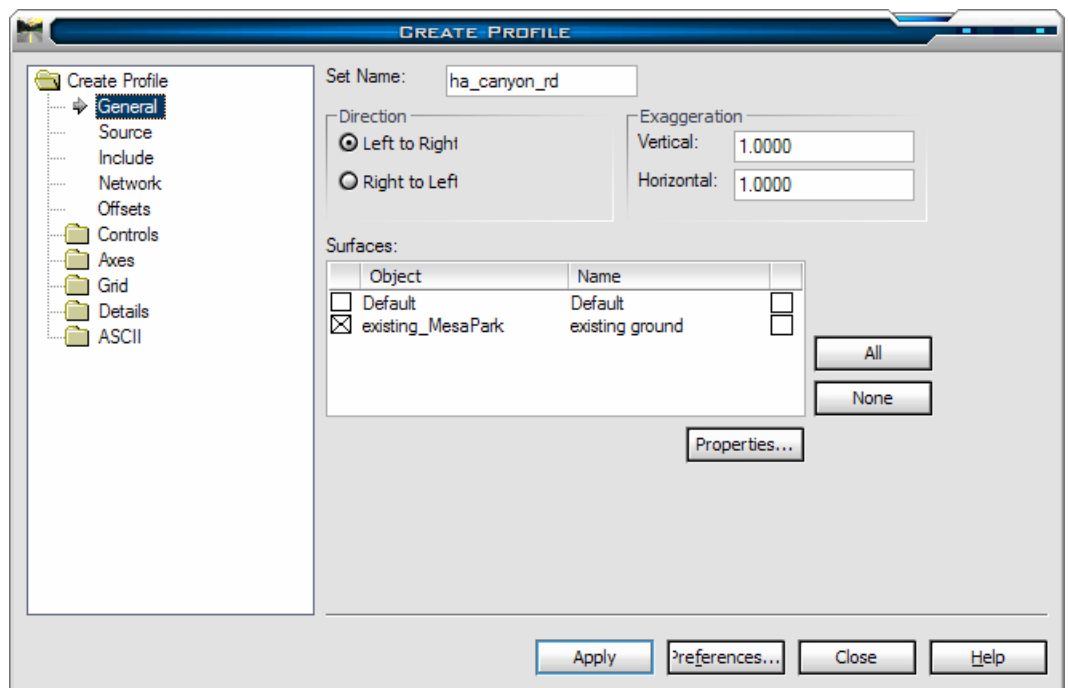 CREATE PROFILE
Create Profile
General
Source
Include
Network
Offsets
Controls
Axes
Grid
Details
ASCII
Set Name: ha_canyon_rd
Direction
Left to Right
Right to Left
Exaggeration
Vertical: 1.0000
Horizontal: 1.0000
Surfaces:
Object Name
Default Default
existing_MesaPark existing ground
All
None
Properties...
Apply Preferences... Close Help